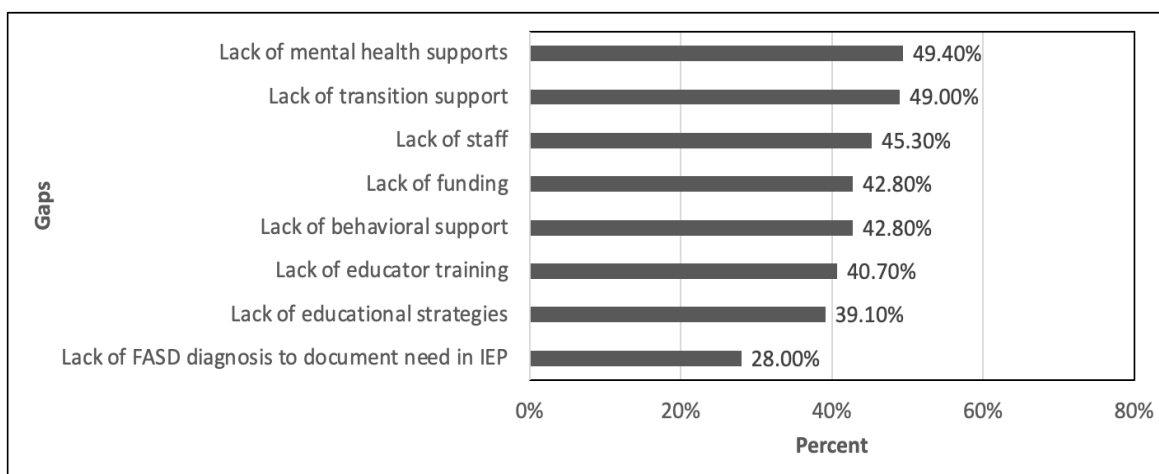 Lack of mental health supports 49.40%
Lack of transition support 49.00%
Lack of staff 45.30%
Lack of funding 42.80%
Lack of behavioral support 42.80%
Lack of educator training 40.70%
Lack of educational strategies 39.10%
Lack of FASD diagnosis to document need in IEP 28.00%
Gaps
0% 20% 40% 60% 80%
Percent